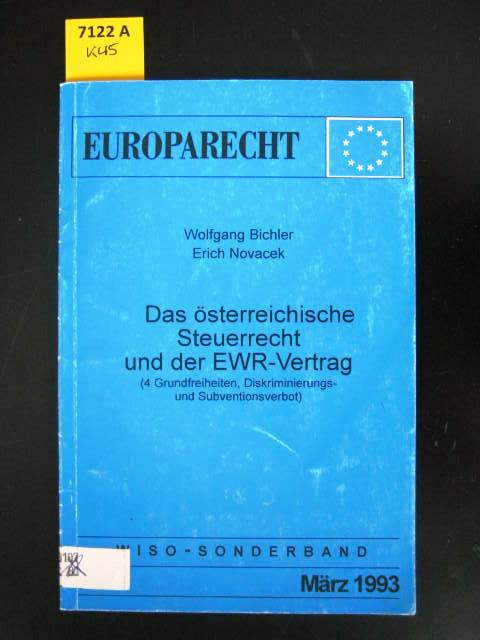 7122 A
K45
EUROPARECHT
Wolfgang Bichler
Erich Novacek
Das österreichische
Steuerrecht
und der EWR-Vertrag
(4 Grundfreiheiten, Diskriminierungs-
und Subventionsverbot)
WISO-SONDERBAND
März 1993